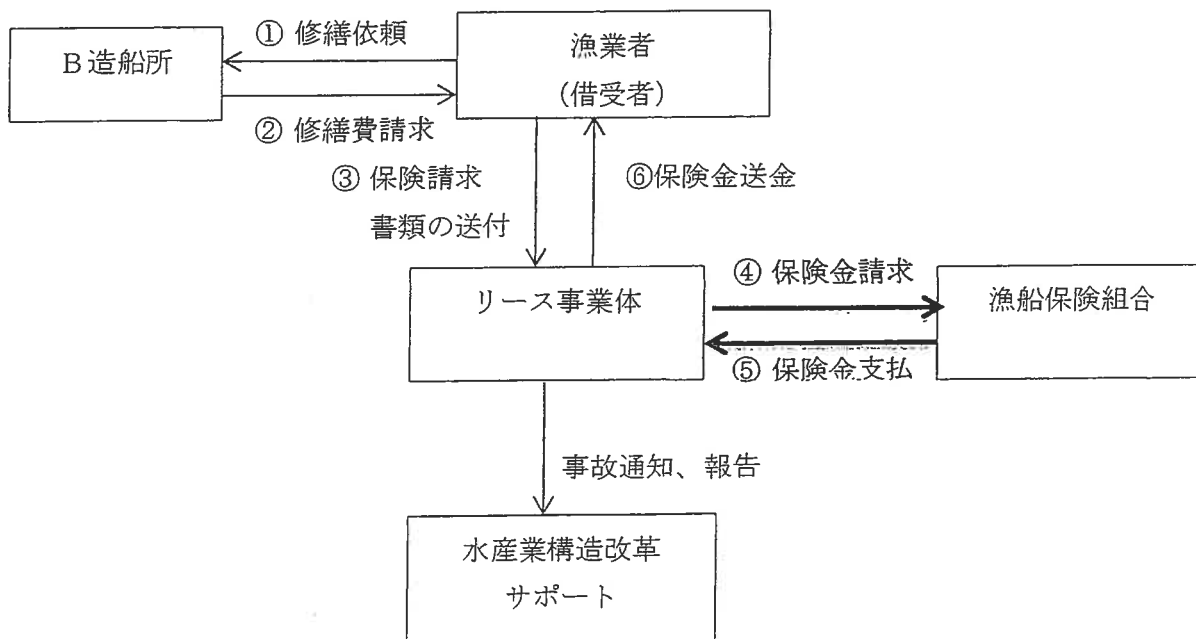 ① 修繕依頼
B造船所
漁業者
（借受者）
② 修繕費請求
③ 保険請求
書類の送付
⑥保険金送金
④ 保険金請求
リース事業体
漁船保険組合
⑤ 保険金支払
事故通知、報告
水産業構造改革
サポート